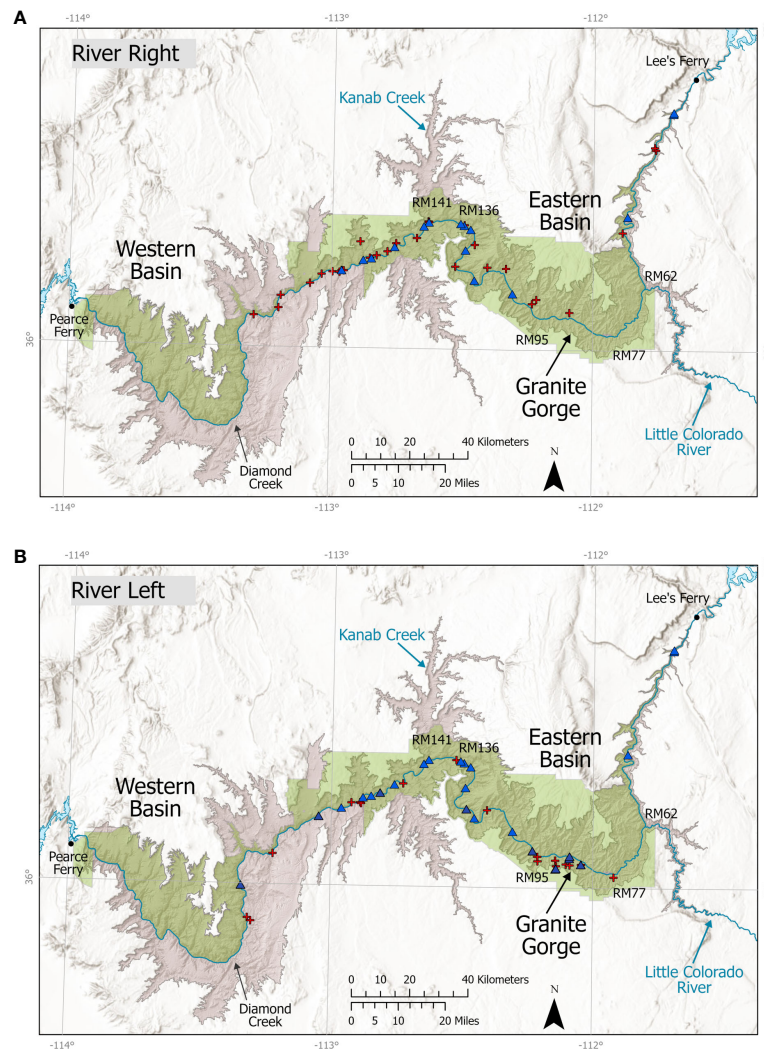 A
-114°
-113°
-112°
River Right
Lee's Ferry
Kanab Creek
Eastern
Basin
RM141
RM136
Western
Basin
RM62
Pearce
Ferry
36°
36°
RM95
RM77
Granite
Gorge
Little Colorado
River
Diamond
Creek
0 10 20 40 Kilometers
0 5 10 20 Miles
N
-114°
-113°
-112°
B
-114°
-113°
-112°
River Left
Lee's Ferry
Kanab Creek
Eastern
Basin
RM141
RM136
Western
Basin
RM62
Pearce
Ferry
36°
36°
RM95
RM77
Granite
Gorge
Little Colorado
River
Diamond
Creek
0 10 20 40 Kilometers
0 5 10 20 Miles
N
-114°
-113°
-112°